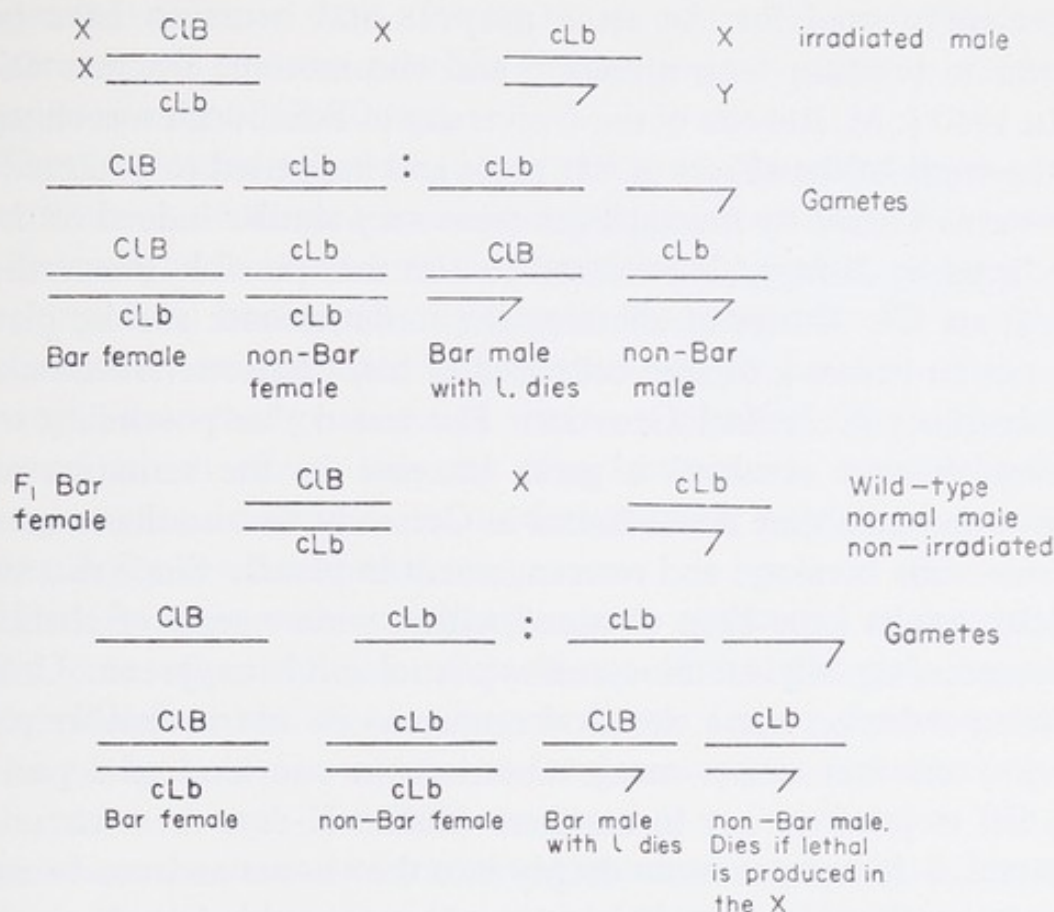 X ClB X cLb X irradiated male
X cLb Y
ClB cLb : cLb Gametes
ClB cLb ClB cLb
cLb cLb
Bar female non-Bar female Bar male with l. dies non-Bar male
F1 Bar female ClB X cLb Wild-type normal male non-irradiated
cLb
ClB cLb : cLb Gametes
ClB cLb ClB cLb
cLb cLb
Bar female non-Bar female Bar male with l dies non-Bar male. Dies if lethal is produced in the X